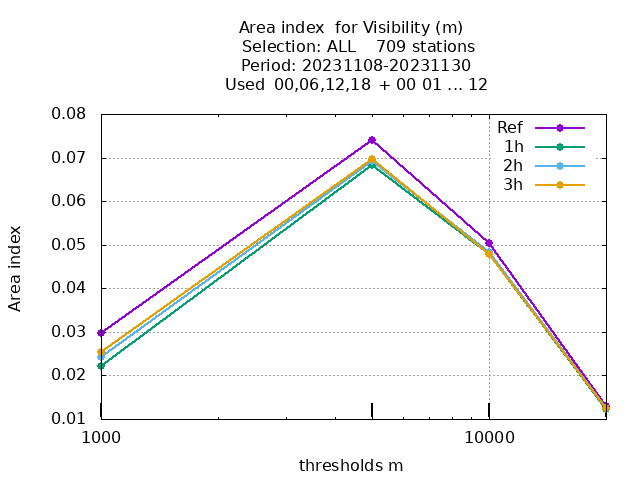 Area index  for Visibility (m)
Selection: ALL    709 stations
Period: 20231108-20231130
Used  00,06,12,18  + 00 01 ... 12
Ref
1h
2h
3h
0.08
0.07
0.06
0.05
0.04
0.03
0.02
0.01
Area index
1000
10000
thresholds m